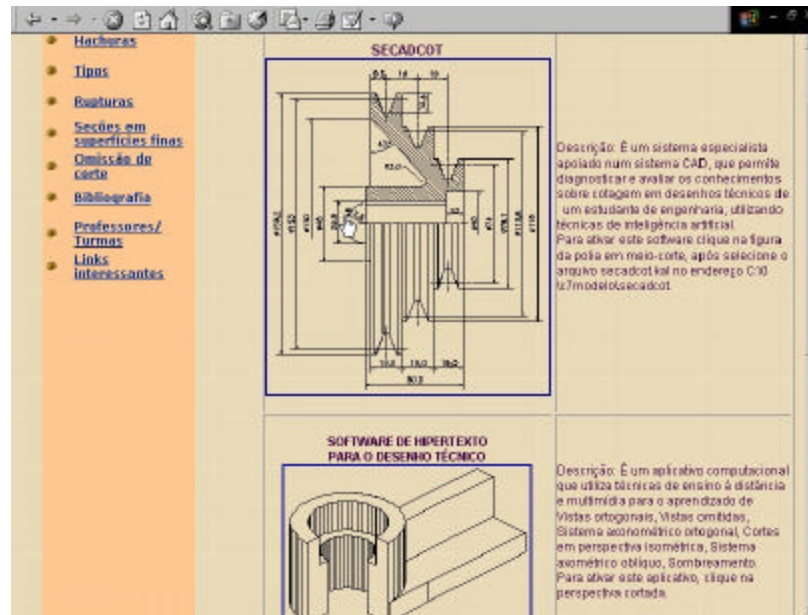 Hachuras
Tipos
Rupturas
Seções em
superfícies finas
Omissão de
corte
Bibliografia
Professores/
Turmas
Links
interessantes
SECADCOT
Descrição: É um sistema especialista
apoiado num sistema CAD, que permite
diagnosticar e avaliar os conhecimentos
sobre cotagem em desenhos técnicos de
um estudante de engenharia, utilizando
técnicas de inteligência artificial.
Para ativar este software clique na figura
da polia em meio-corte, após selecione o
arquivo secadcot.kal no endereço
SOFTWARE DE HIPERTEXTO
PARA O DESENHO TÉCNICO
Descrição: É um aplicativo computacional
que utiliza técnicas de ensino à distância
e multimídia para o aprendizado de
Vistas ortogonais, Vistas omitidas,
Sistema axonométrico ortogonal, Cortes
em perspectiva isométrica, Sistema
axométrico oblíquo, Sombreamento.
Para ativar este aplicativo, clique na
perspectiva cortada.